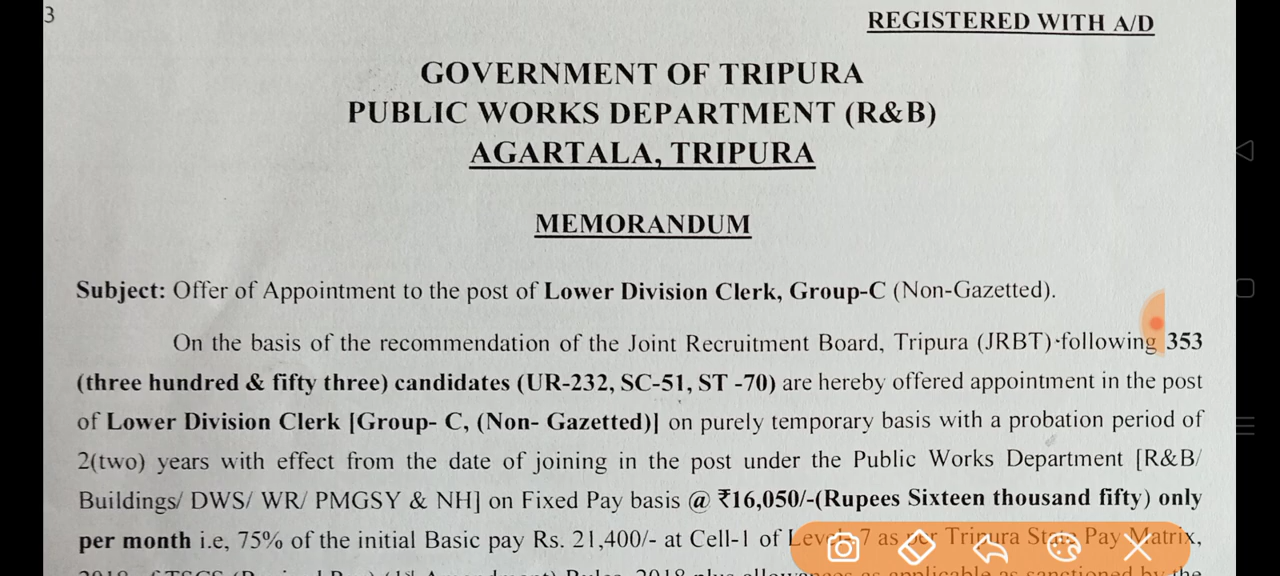 3
REGISTERED WITH A/D
GOVERNMENT OF TRIPURA
PUBLIC WORKS DEPARTMENT (R&B)
AGARTALA, TRIPURA
MEMORANDUM
Subject: Offer of Appointment to the post of Lower Division Clerk, Group-C (Non-Gazetted).
On the basis of the recommendation of the Joint Recruitment Board, Tripura (JRBT) following 353
(three hundred & fifty three) candidates (UR-232, SC-51, ST -70) are hereby offered appointment in the post
of Lower Division Clerk [Group- C, (Non- Gazetted)] on purely temporary basis with a probation period of
2(two) years with effect from the date of joining in the post under the Public Works Department [R&B/
Buildings/ DWS/ WR/ PMGSY & NH] on Fixed Pay basis @ ₹16,050/-(Rupees Sixteen thousand fifty) only
per month i.e, 75% of the initial Basic pay Rs. 21,400/- at Cell-1 of 7 as Tripura Pay Matrix,